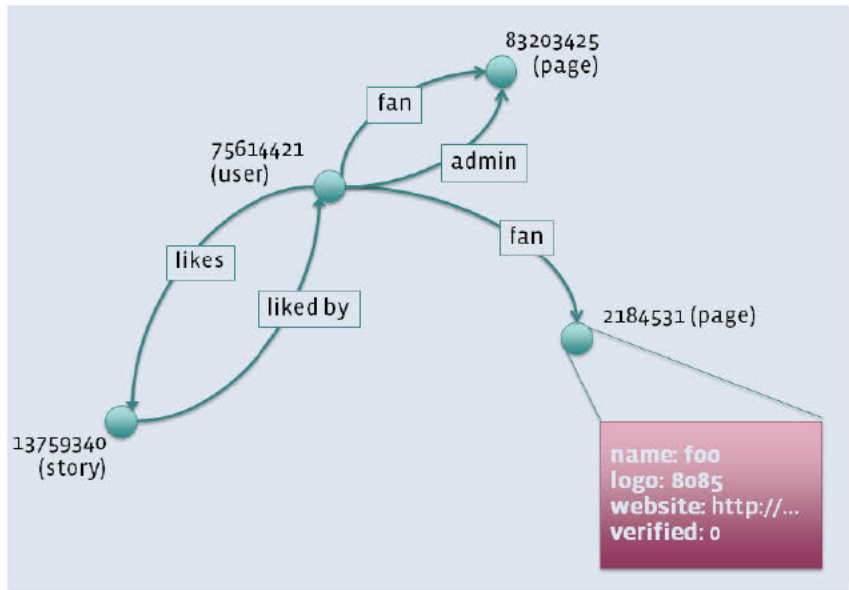 83203425
(page)
fan
75614421
(user)
admin
fan
likes
liked by
2184531 (page)
13759340
(story)
name: foo
logo: 8085
website: http://...
verified: 0